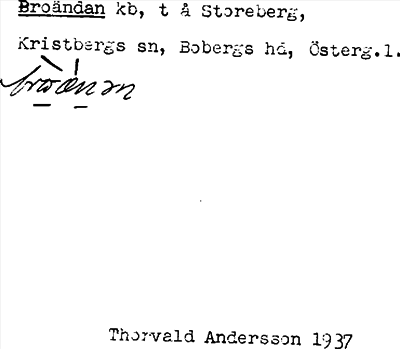 Broändan kb, t å Storeberg,
Kristbergs sn, Bobergs hd, Österg.l.
Thorvald Andersson 1937